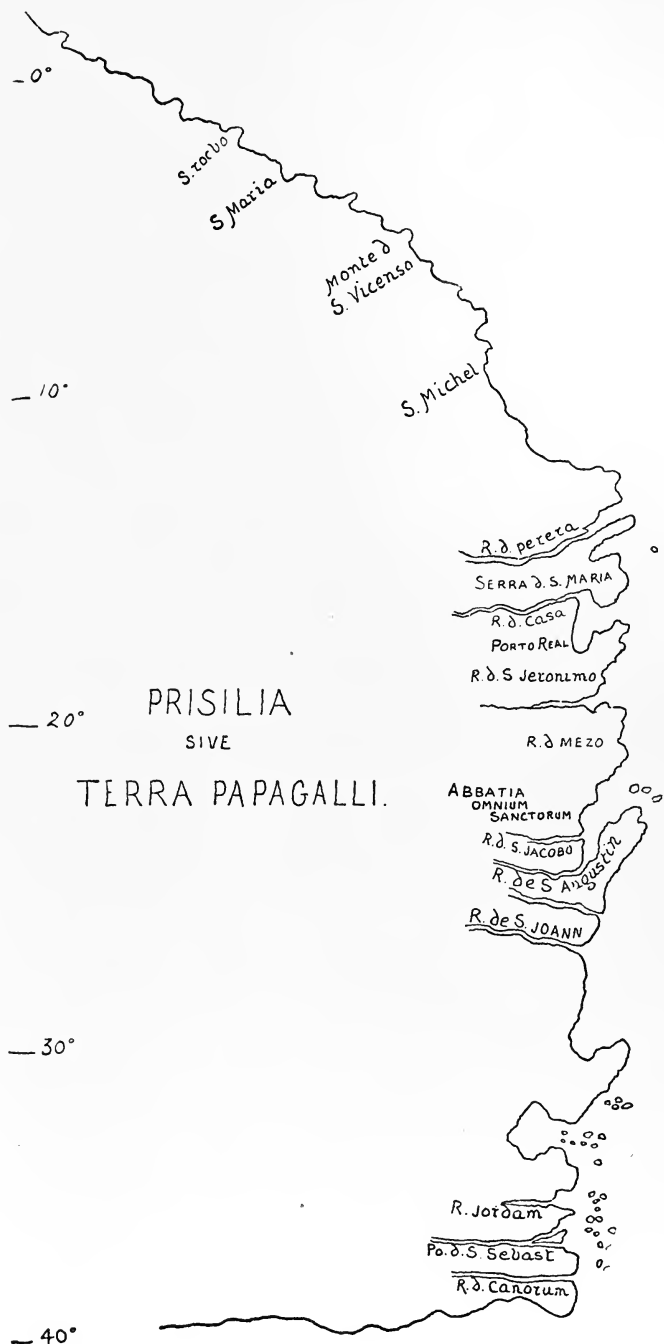 0°
S. rocho
S Maria
Monte d
S. Vicenso
10°
S. Michel
R. d. perera
SERRA d. S. MARIA
R. d. Casa
PORTO REAL
R. d. S Jeronimo
PRISILIA
SIVE
TERRA PAPAGALLI.
20°
R. d MEZO
ABBATIA
OMNIUM
SANCTORUM
R. d. S. JACOBO
R. de S Augustin
R. de S. JOANN
30°
R. Jordam
Po. d. S. Sebast
R. d. Canorum
40°